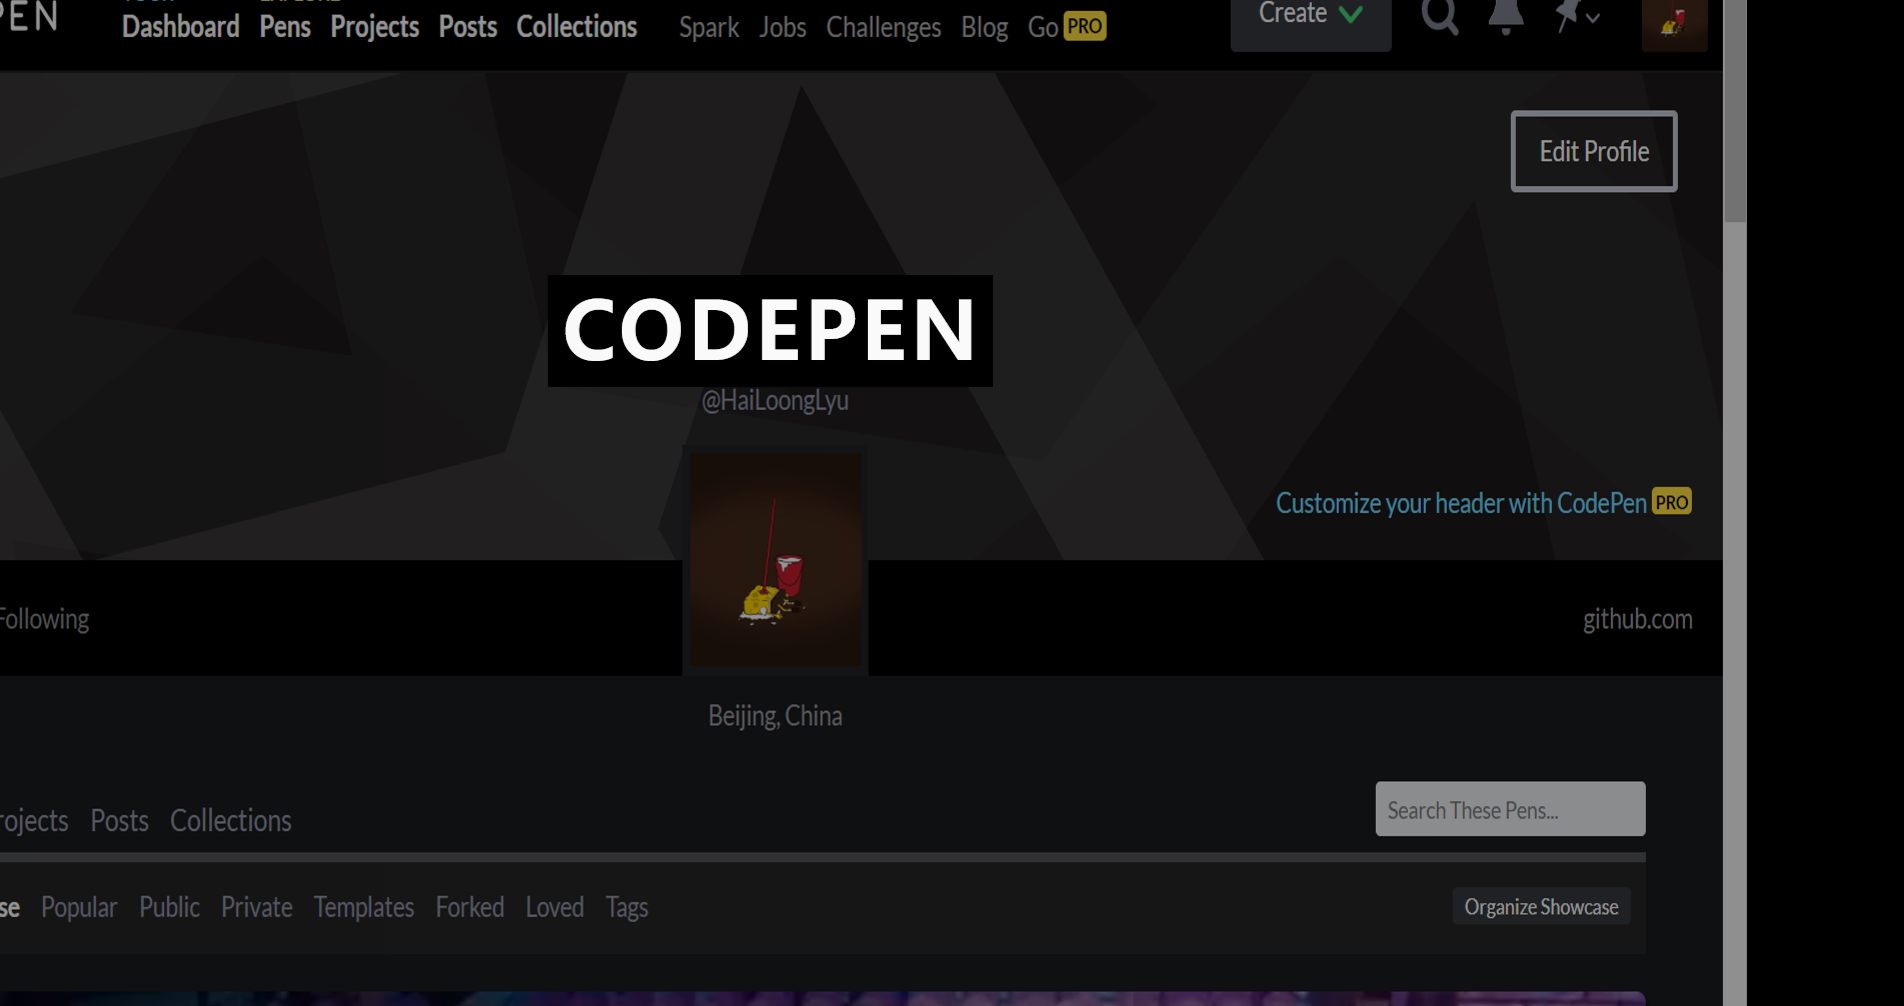 PEN Dashboard Pens Projects Posts Collections Spark Jobs Challenges Blog Go PRO Create
Edit Profile
CODEPEN
@HaiLoongLyu
Customize your header with CodePen PRO
Following github.com
Beijing, China
rojects Posts Collections Search These Pens...
se Popular Public Private Templates Forked Loved Tags Organize Showcase